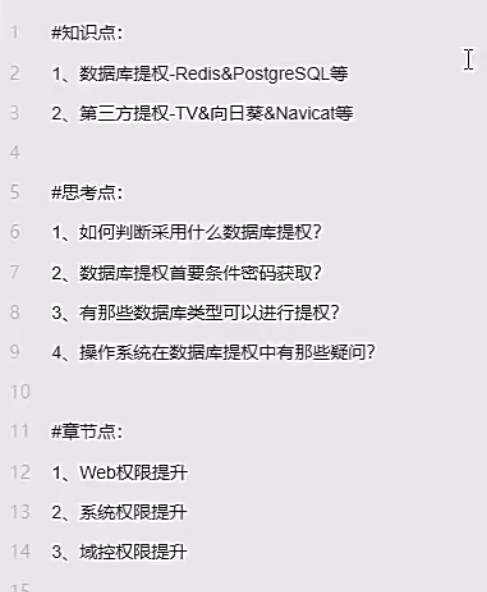 1 #知识点：
2 1、数据库提权-Redis&PostgreSQL等
3 2、第三方提权-TV&向日葵&Navicat等
4
5 #思考点：
6 1、如何判断采用什么数据库提权？
7 2、数据库提权首要条件密码获取？
8 3、有那些数据库类型可以进行提权？
9 4、操作系统在数据库提权中有那些疑问？
10
11 #章节点：
12 1、Web权限提升
13 2、系统权限提升
14 3、域控权限提升
15